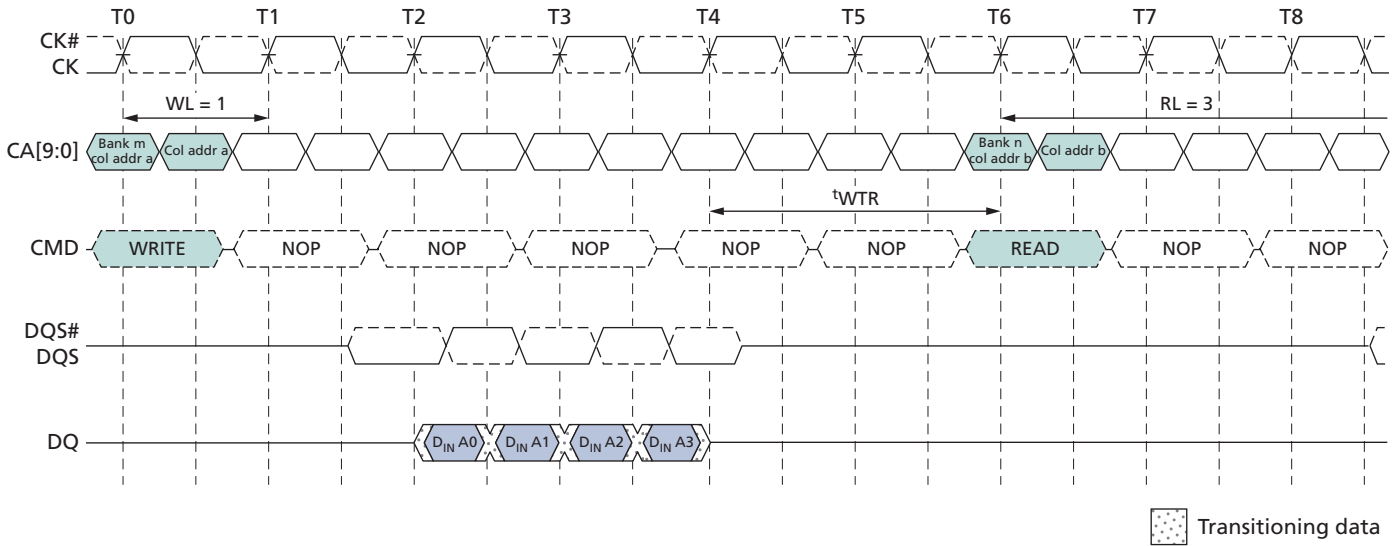 T0 T1 T2 T3 T4 T5 T6 T7 T8
CK#
CK
WL = 1 RL = 3
CA[9:0] Bank m col addr a Col addr a Bank n col addr b Col addr b
tWTR
CMD WRITE NOP NOP NOP NOP NOP READ NOP NOP
DQS#
DQS
DQ DIN A0 DIN A1 DIN A2 DIN A3
Transitioning data